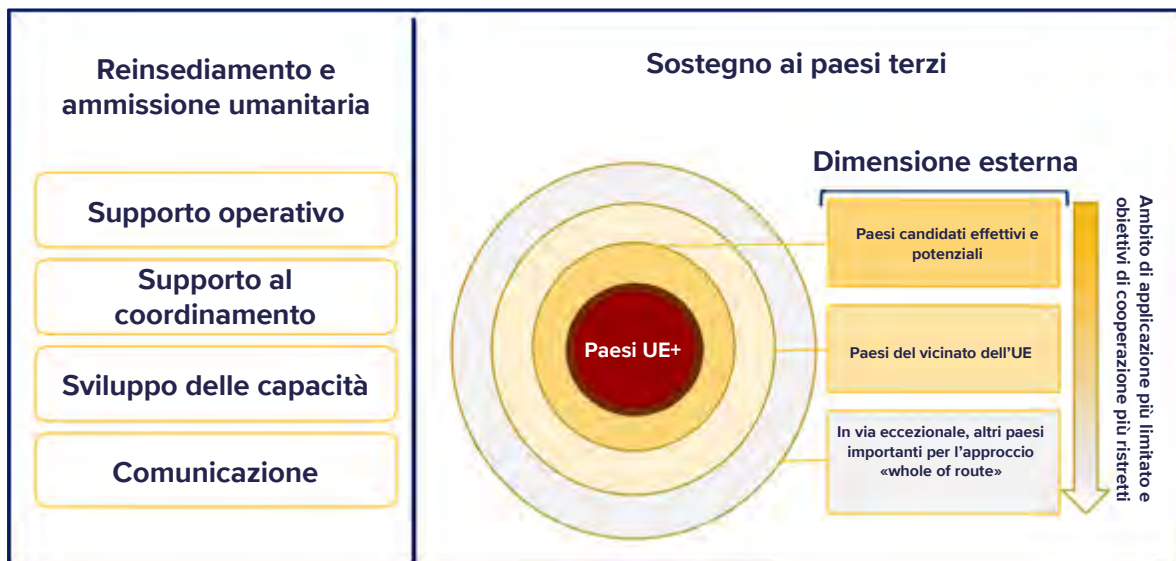 Reinsediamento e
ammissione umanitaria
Supporto operativo
Supporto al
coordinamento
Sviluppo delle capacità
Comunicazione
Sostegno ai paesi terzi
Dimensione esterna
Paesi UE+
Paesi candidati effettivi e
potenziali
Paesi del vicinato dell’UE
In via eccezionale, altri paesi
importanti per l’approccio
«whole of route»
Ambito di applicazione più limitato e
obiettivi di cooperazione più ristretti